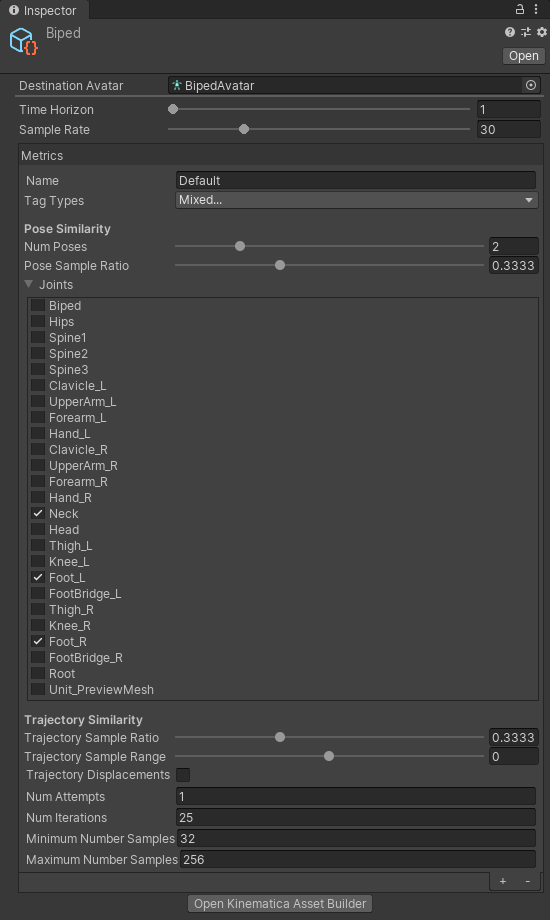 Inspector
Biped
Open
Destination Avatar BipedAvatar
Time Horizon 1
Sample Rate 30
Metrics
Name Default
Tag Types Mixed...
Pose Similarity
Num Poses 2
Pose Sample Ratio 0.3333
Joints
Biped
Hips
Spine1
Spine2
Spine3
Clavicle_L
UpperArm_L
Forearm_L
Hand_L
Clavicle_R
UpperArm_R
Forearm_R
Hand_R
Neck
Head
Thigh_L
Knee_L
Foot_L
FootBridge_L
Thigh_R
Knee_R
Foot_R
FootBridge_R
Root
Unit_PreviewMesh
Trajectory Similarity
Trajectory Sample Ratio 0.3333
Trajectory Sample Range 0
Trajectory Displacements
Num Attempts 1
Num Iterations 25
Minimum Number Samples 32
Maximum Number Samples 256
+ -
Open Kinematica Asset Builder